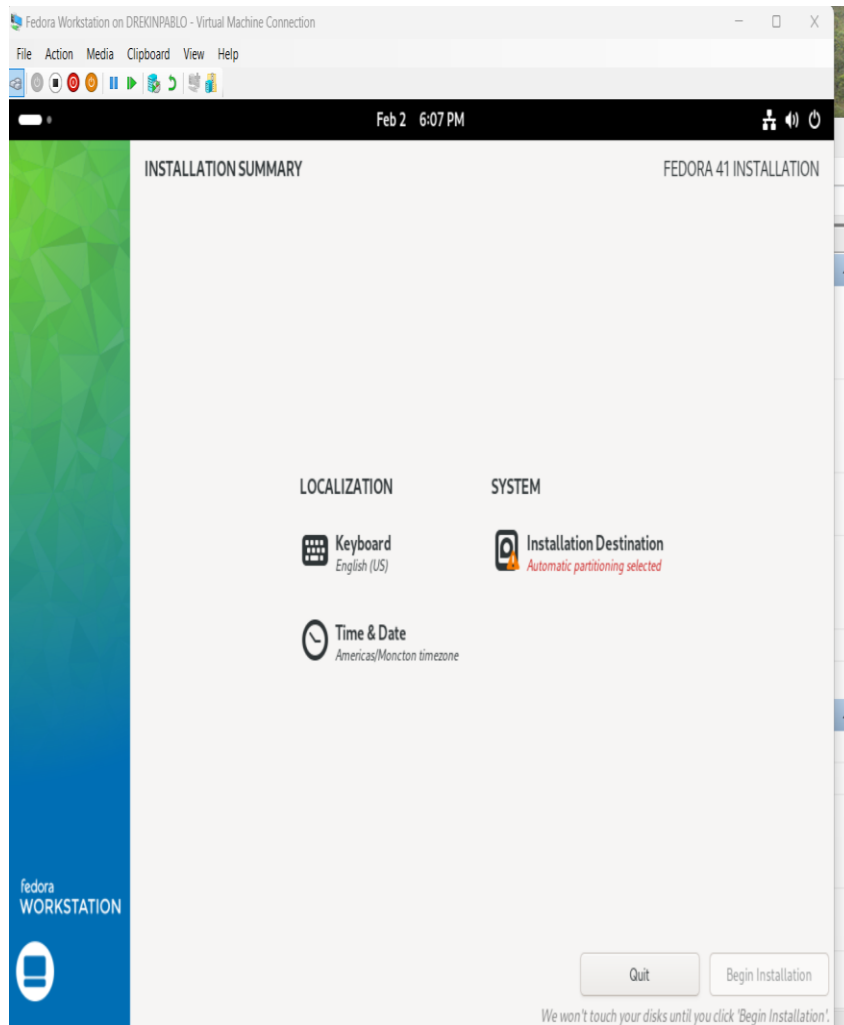 Fedora Workstation on DREKINPABLO - Virtual Machine Connection
File Action Media Clipboard View Help
Feb 2 6:07 PM
INSTALLATION SUMMARY
FEDORA 41 INSTALLATION
LOCALIZATION
SYSTEM
Keyboard
English (US)
Installation Destination
Automatic partitioning selected
Time & Date
Americas/Moncton timezone
fedora
WORKSTATION
Quit
Begin Installation
We won't touch your disks until you click 'Begin Installation'.